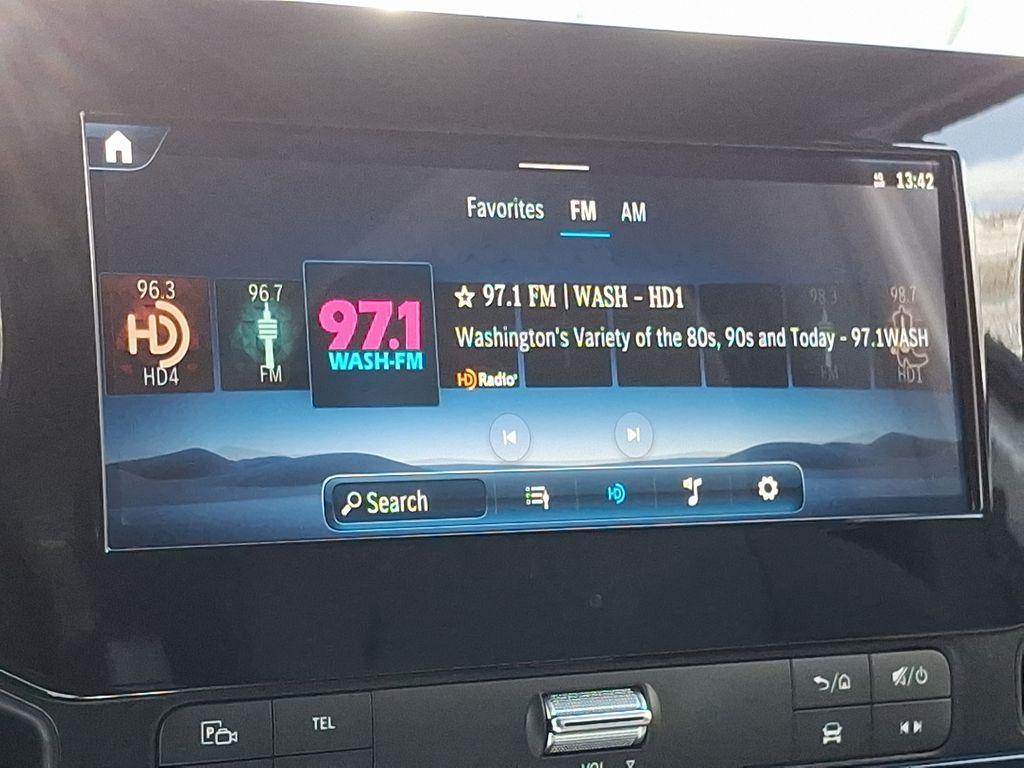 13:42
Favorites FM AM
96.3
HD
HD4
96.7
FM
97.1
WASH-FM
☆ 97.1 FM | WASH - HD1
Washington's Variety of the 80s, 90s and Today - 97.1WASH
HD Radio
98.3
FM
98.7
HD1
Search
HD
P
TEL
VOL